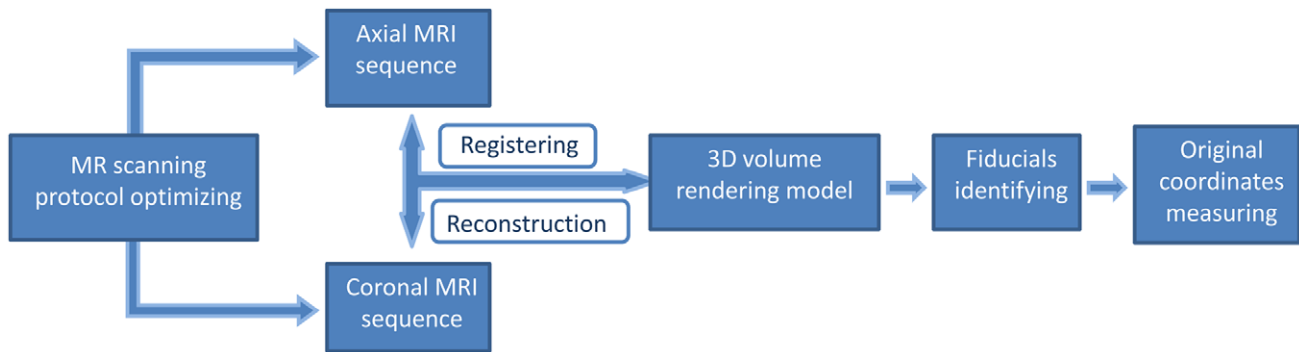 Axial MRI
sequence
MR scanning
protocol optimizing
Registering
Reconstruction
Coronal MRI
sequence
3D volume
rendering model
Fiducials
identifying
Original
coordinates
measuring